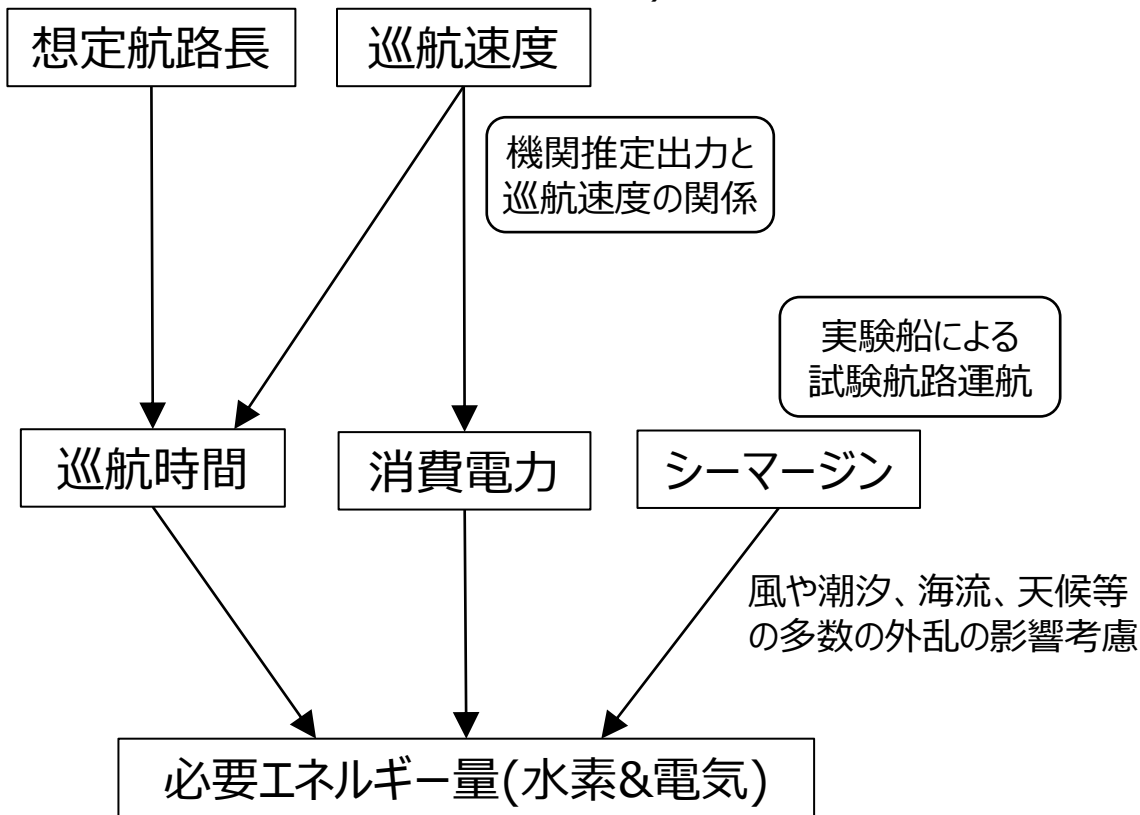 想定航路長
巡航速度
機関推定出力と
巡航速度の関係
実験船による
試験航路運航
巡航時間
消費電力
シーマージン
風や潮汐、海流、天候等
の多数の外乱の影響考慮
必要エネルギー量(水素&電気)